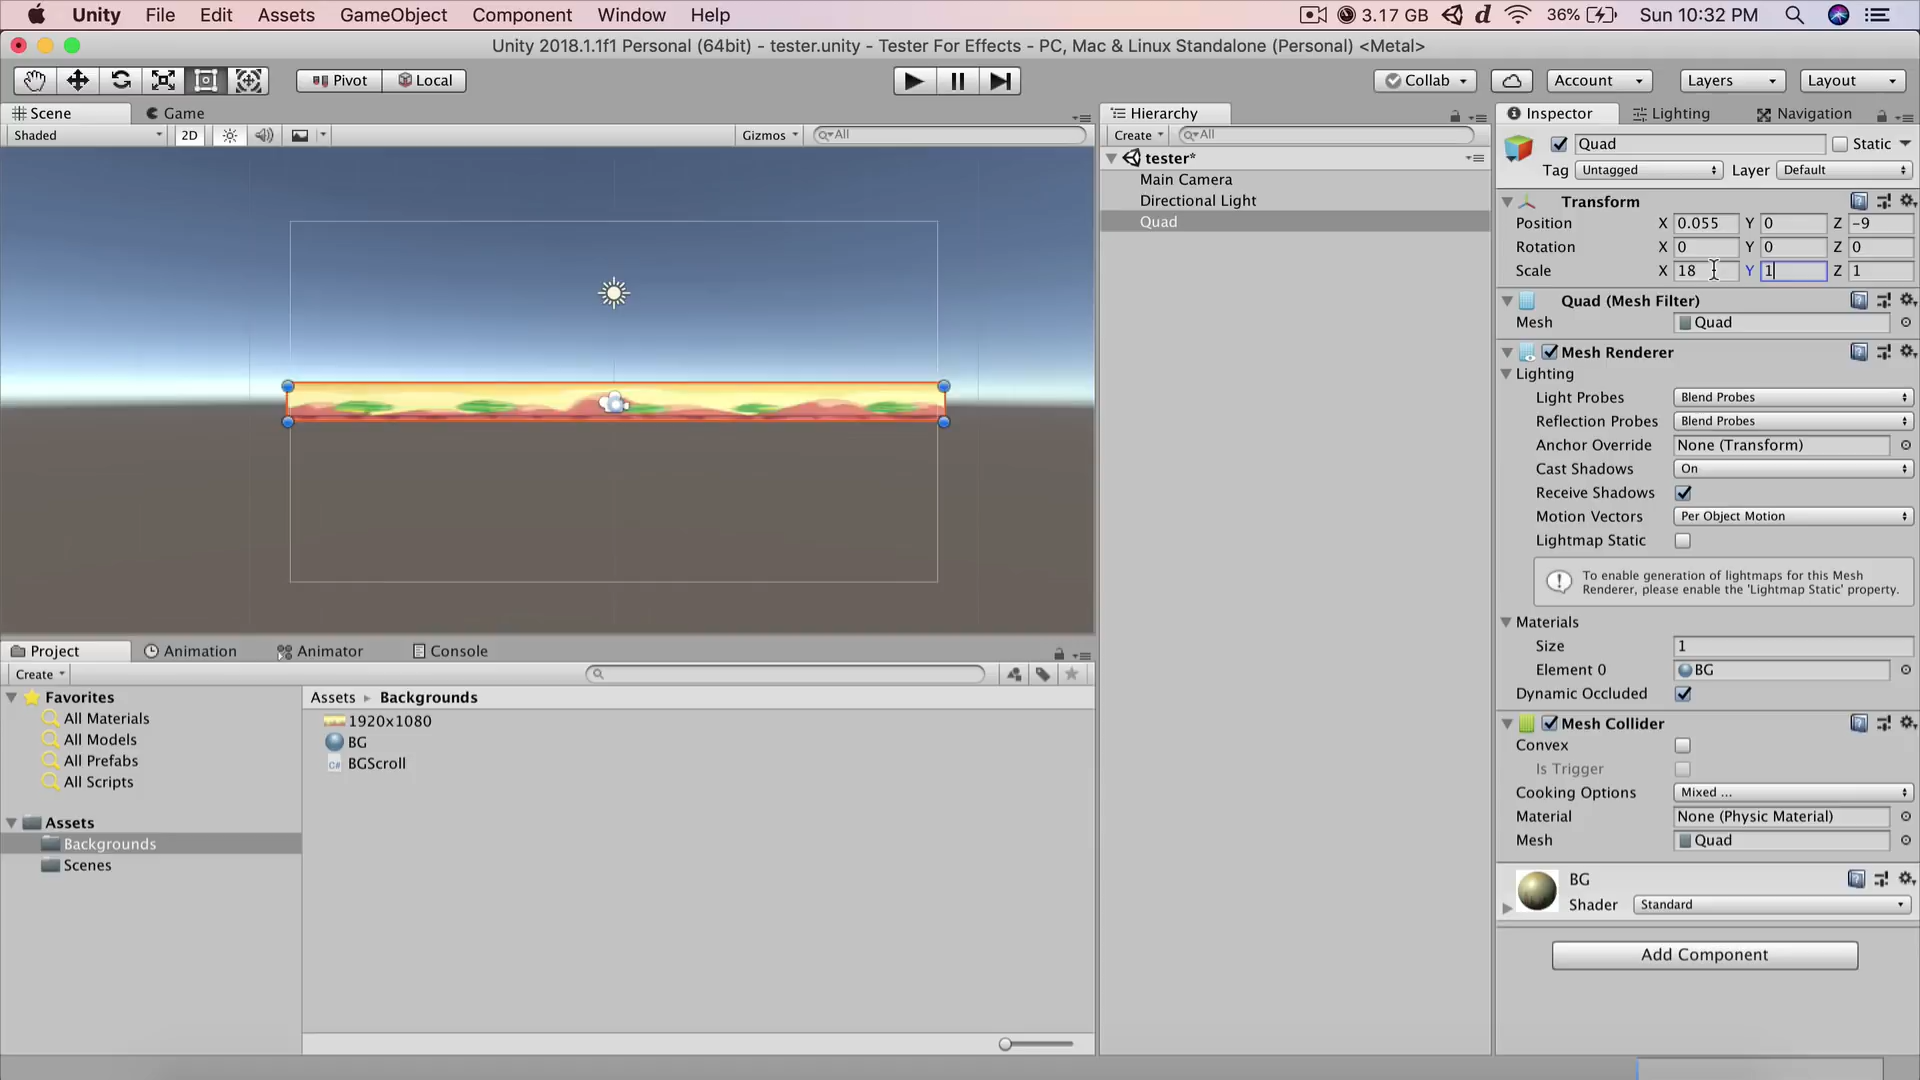 Unity File Edit Assets GameObject Component Window Help 3.17 GB 36% Sun 10:32 PM
Unity 2018.1.1f1 Personal (64bit) - tester.unity - Tester For Effects - PC, Mac & Linux Standalone (Personal) <Metal>
Pivot Local Collab Account Layers Layout
Scene Game
Shaded 2D Gizmos All
Hierarchy
Create All
tester*
Main Camera
Directional Light
Quad
Inspector Lighting Navigation
Quad Static
Tag Untagged Layer Default
Transform
Position X 0.055 Y 0 Z -9
Rotation X 0 Y 0 Z 0
Scale X 18 Y 1 Z 1
Quad (Mesh Filter)
Mesh Quad
Mesh Renderer
Lighting
Light Probes Blend Probes
Reflection Probes Blend Probes
Anchor Override None (Transform)
Cast Shadows On
Receive Shadows
Motion Vectors Per Object Motion
Lightmap Static
To enable generation of lightmaps for this Mesh
Renderer, please enable the 'Lightmap Static' property.
Materials
Size 1
Element 0 BG
Dynamic Occluded
Mesh Collider
Convex
Is Trigger
Cooking Options Mixed ...
Material None (Physic Material)
Mesh Quad
BG
Shader Standard
Add Component
Project Animation Animator Console
Create
Favorites
All Materials
All Models
All Prefabs
All Scripts
Assets
Backgrounds
Scenes
Assets Backgrounds
1920x1080
BG
C# BGScroll